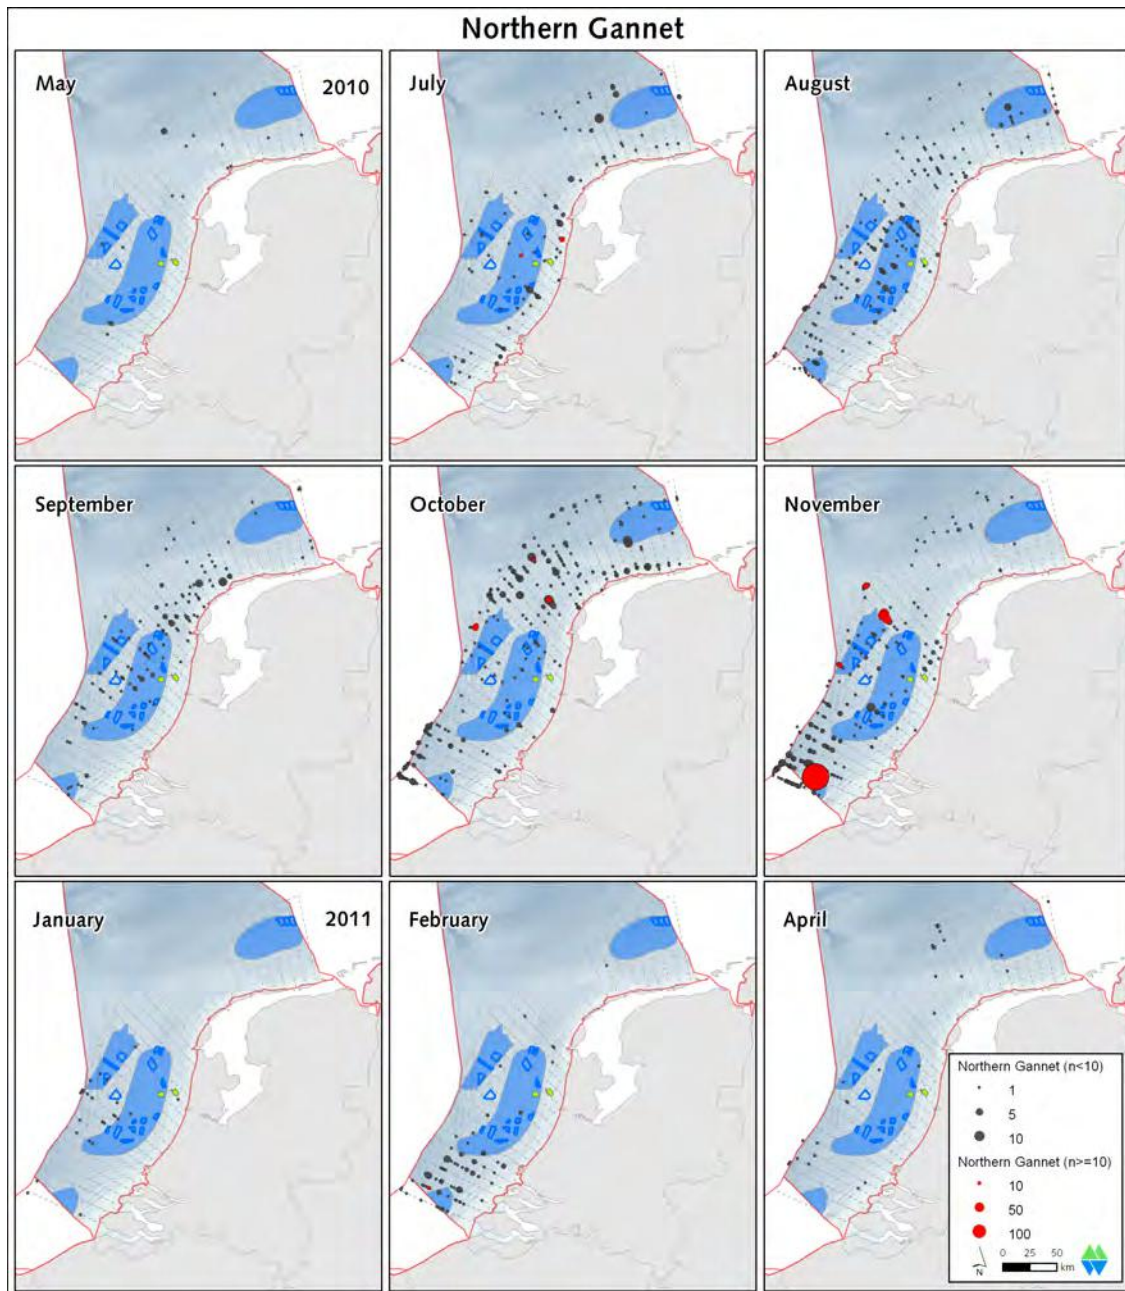 Northern Gannet
May
2010
July
August
September
October
November
January
2011
February
April
Northern Gannet (n<10)
1
5
10
Northern Gannet (n>=10)
10
50
100
N
0 25 50
km